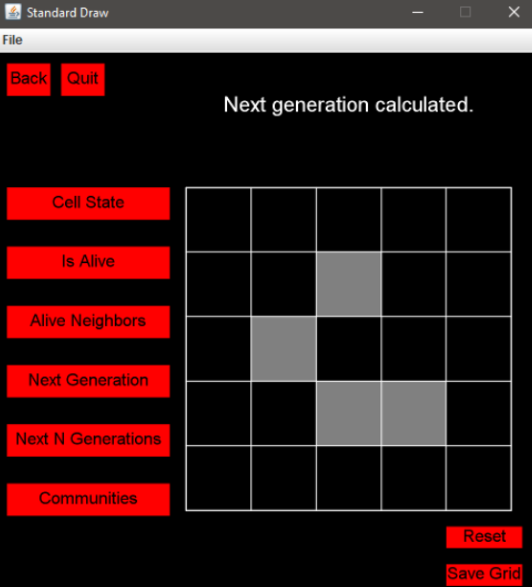 Standard Draw
File
Back Quit
Next generation calculated.
Cell State
Is Alive
Alive Neighbors
Next Generation
Next N Generations
Communities
Reset
Save Grid